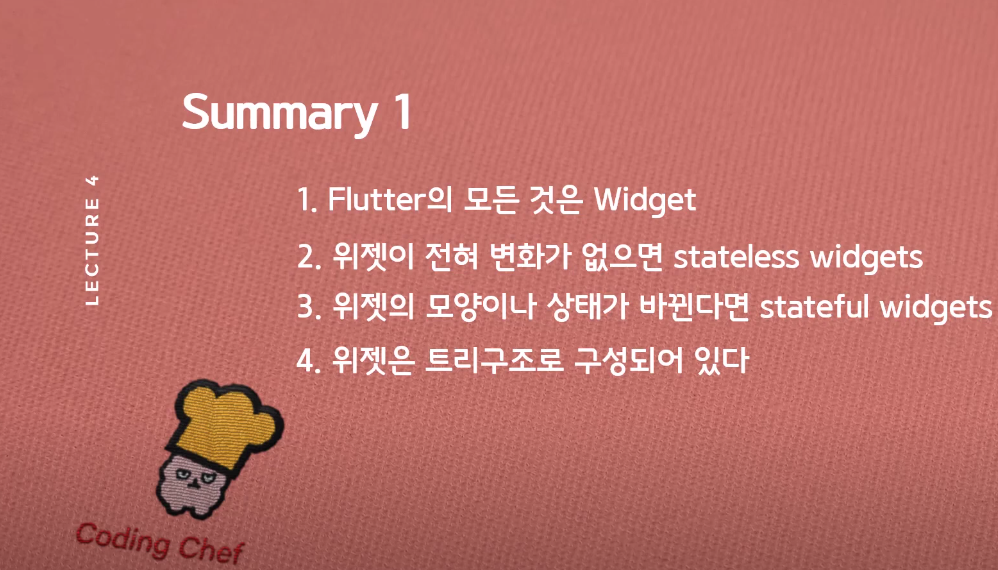 Summary 1
LECTURE 4
1. Flutter의 모든 것은 Widget
2. 위젯이 전혀 변화가 없으면 stateless widgets
3. 위젯의 모양이나 상태가 바뀐다면 stateful widgets
4. 위젯은 트리구조로 구성되어 있다
Coding Chef